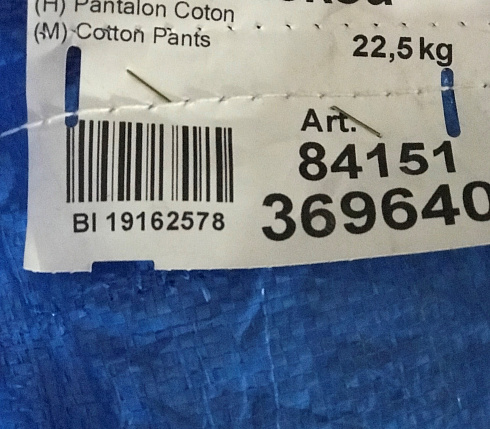 (H) Pantalon Coton
(M) Cotton Pants
22,5 kg
Art.
84151
369640
BI 19162578